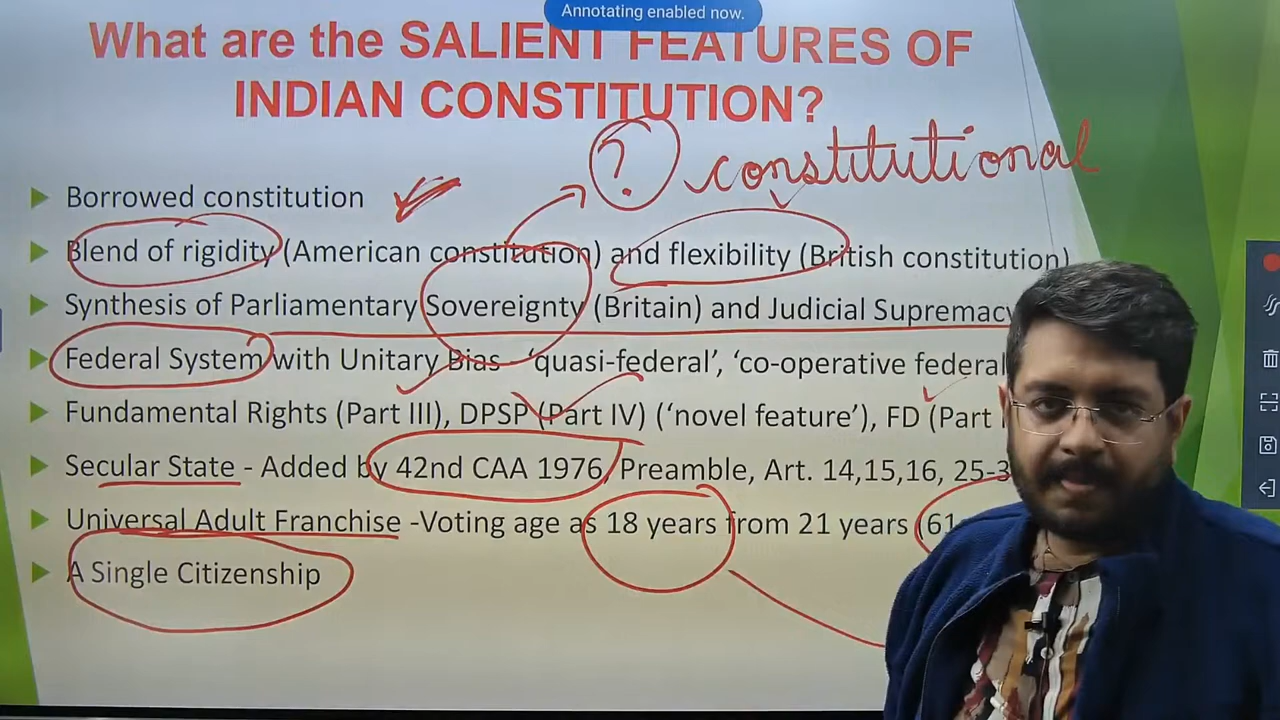 Annotating enabled now.
What are the SALIENT FEATURES OF
INDIAN CONSTITUTION?
? constitutional
Borrowed constitution
Blend of rigidity (American constitution) and flexibility (British constitution)
Synthesis of Parliamentary Sovereignty (Britain) and Judicial Supremacy
Federal System with Unitary Bias - 'quasi-federal', 'co-operative federal
Fundamental Rights (Part III), DPSP (Part IV) ('novel feature'), FD (Part
Secular State - Added by 42nd CAA 1976, Preamble, Art. 14,15,16, 25-
Universal Adult Franchise -Voting age as 18 years from 21 years (61
A Single Citizenship